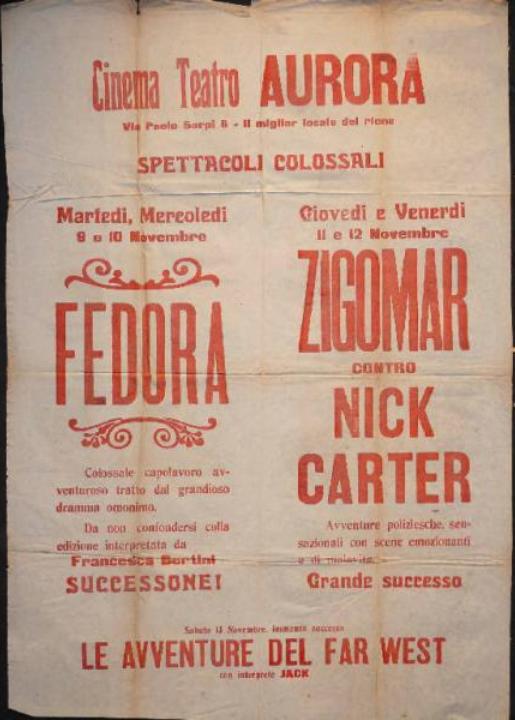 Cinema Teatro AURORA
Via Paolo Sarpi 6 - Il miglior locale del rione
SPETTACOLI COLOSSALI
Martedì, Mercoledì
9 e 10 Novembre
FEDORA
Colossale capolavoro av-
venturoso tratto dal grandioso
dramma omonimo.
Da non confondersi colla
edizione interpretata da
Francesca Bertini
SUCCESSONE!
Giovedì e Venerdì
11 e 12 Novembre
ZIGOMAR
CONTRO
NICK
CARTER
Avventure poliziesche, sen-
sazionali con scene emozionanti
e di malavita.
Grande successo
Sabato 13 Novembre, immenso successo
LE AVVENTURE DEL FAR WEST
con interprete JACK